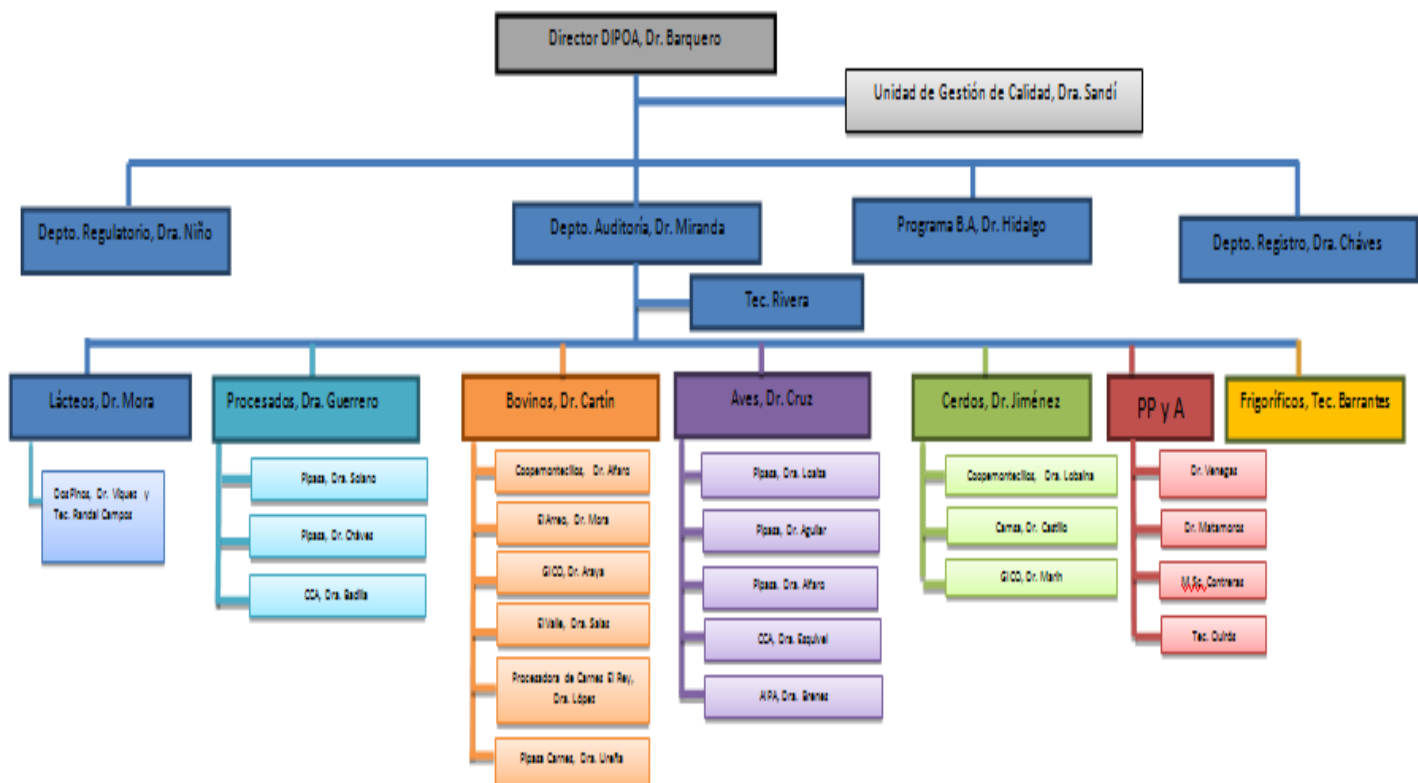 Director DIPOA, Dr. Barquero
Unidad de Gestión de Calidad, Dra. Sandí
Depto. Regulatorio, Dra. Niño
Depto. Auditoría, Dr. Miranda
Programa B.A, Dr. Hidalgo
Depto. Registro, Dra. Cháves
Tec. Rivera
Lácteos, Dr. Mora
Procesados, Dra. Guerrero
Bovinos, Dr. Cartín
Aves, Dr. Cruz
Cerdos, Dr. Jiménez
PP y A
Frigoríficos, Tec. Barrantes
Dos Pinos, Dr. Víquez y
Tec. Randal Campos
Pipasa, Dra. Solano
Pipasa, Dr. Cháves
CCA, Dra. Badilla
Coopemontecillos, Dr. Alfaro
El Arreo, Dr. Mora
GICO, Dr. Araya
El Valle, Dra. Salas
Procesadora de Carnes El Rey,
Dra. López
Pipasa Carnes, Dra. Ureña
Pipasa, Dra. Loaiza
Pipasa, Dr. Aguilar
Pipasa. Dra. Alfaro
CCA, Dra. Esquivel
AIPA, Dra. Brenes
Coopemontecillos, Dra. Lobaina
Dr. Castillo
GICO, Dr. Marín
Dr. Venegas
Dr. Matamoros
M.Sc. Contreras
Tec. Quirós